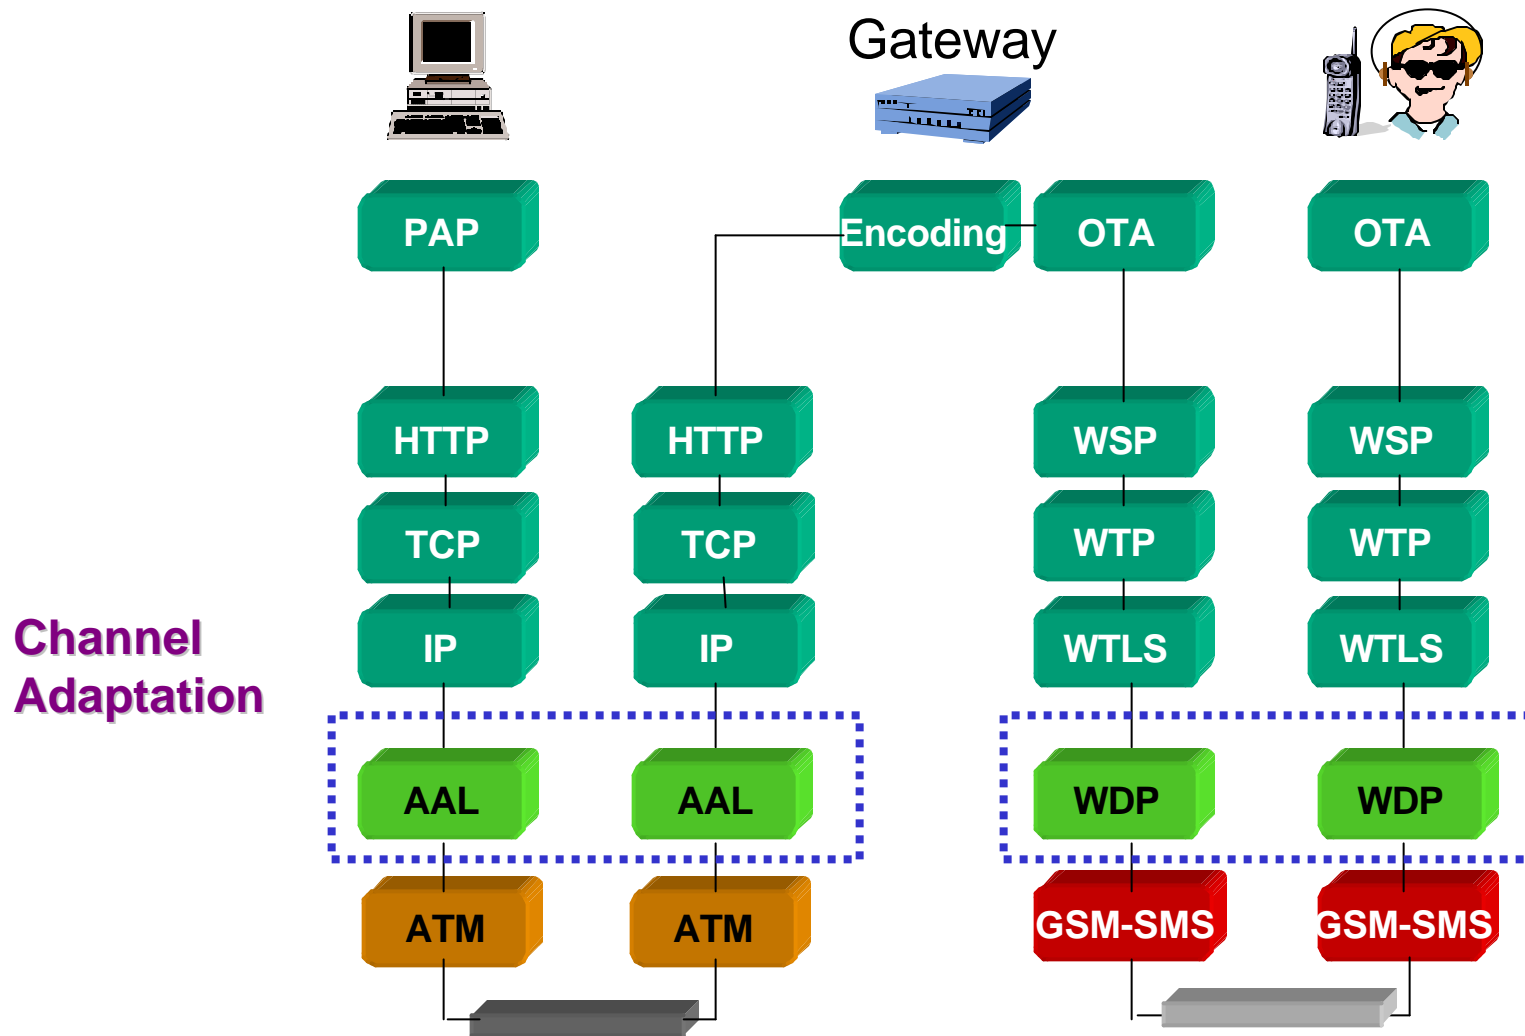 Gateway
PAP
Encoding
OTA
OTA
HTTP
HTTP
WSP
WSP
TCP
TCP
WTP
WTP
Channel
Adaptation
IP
IP
WTLS
WTLS
AAL
AAL
WDP
WDP
ATM
ATM
GSM-SMS
GSM-SMS